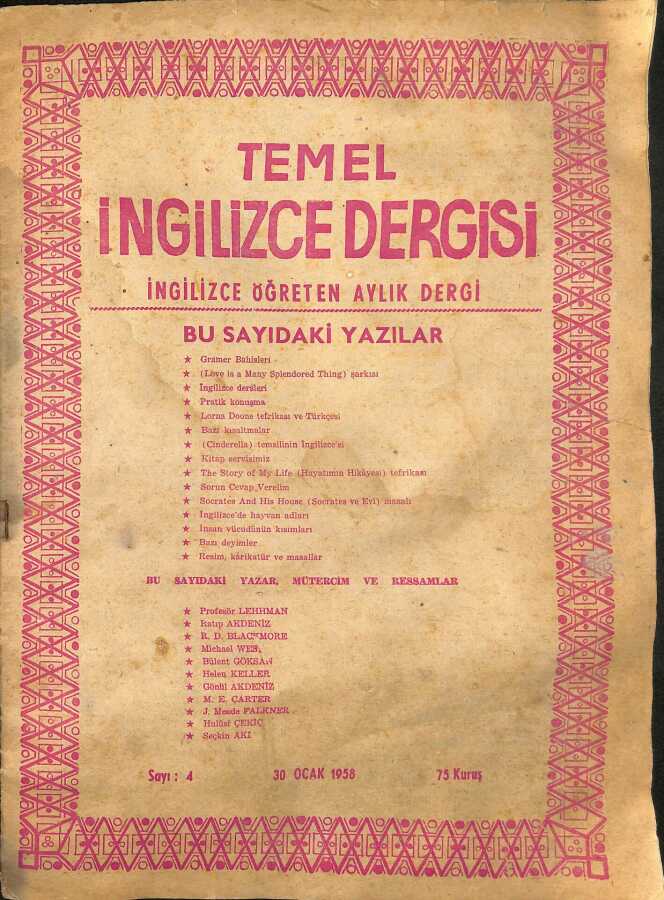 TEMEL
İNGİLİZCE DERGİSİ
İNGİLİZCE ÖĞRETEN AYLIK DERGİ
BU SAYIDAKİ YAZILAR
★ Gramer Bahisleri
★ (Love is a Many Splendored Thing) şarkısı
★ İngilizce dersleri
★ Pratik konuşma
★ Lorna Doone tefrikası ve Türkçesi
★ Bazı kısaltmalar
★ (Cinderella) temsilinin İngilizce'si
★ Kitap servisimiz
★ The Story of My Life (Hayatımın Hikâyesi) tefrikası
★ Sorun Cevap Verelim
★ Socrates And His House (Socrates ve Evi) masalı
★ İngilizce'de hayvan adları
★ İnsan vücudünün kısımları
★ Bazı deyimler
★ Resim, kârikatür ve masallar
BU SAYIDAKİ YAZAR, MÜTERCİM VE RESSAMLAR
★ Profesör LEHHMAN
★ Ratıp AKDENİZ
★ R. D. BLACKMORE
★ Michael
★ Bülent GÖKSAN
★ Helen KELLER
★ Gönül AKDENİZ
★ M. E. CARTER
★ J. Meade FALKNER
★ Hulûsi ÇEKİÇ
★ Seçkin AKI
Sayı : 4 30 OCAK 1958 75 Kuruş